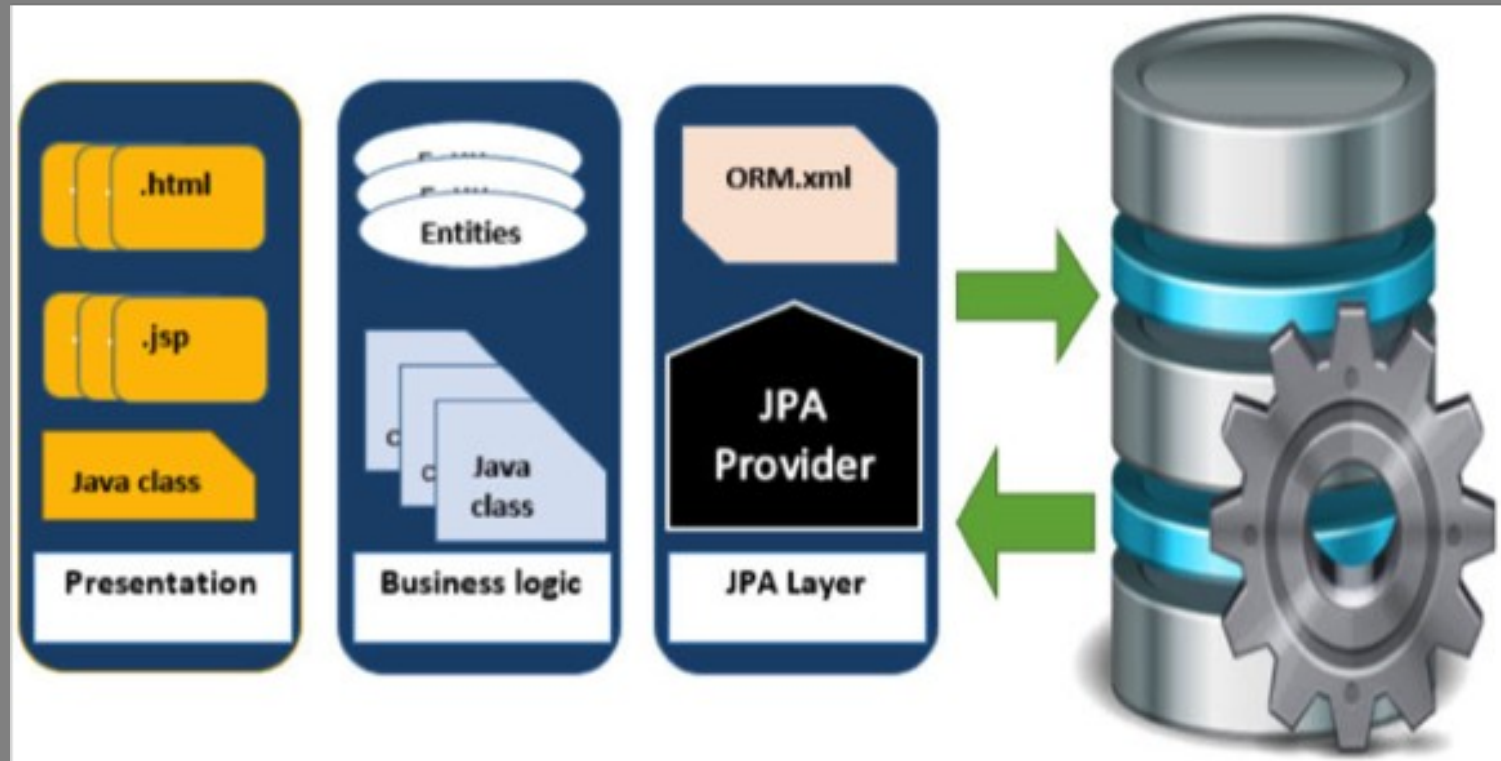 .html
.jsp
Java class
Presentation
Entities
Java
class
Business logic
ORM.xml
JPA
Provider
JPA Layer